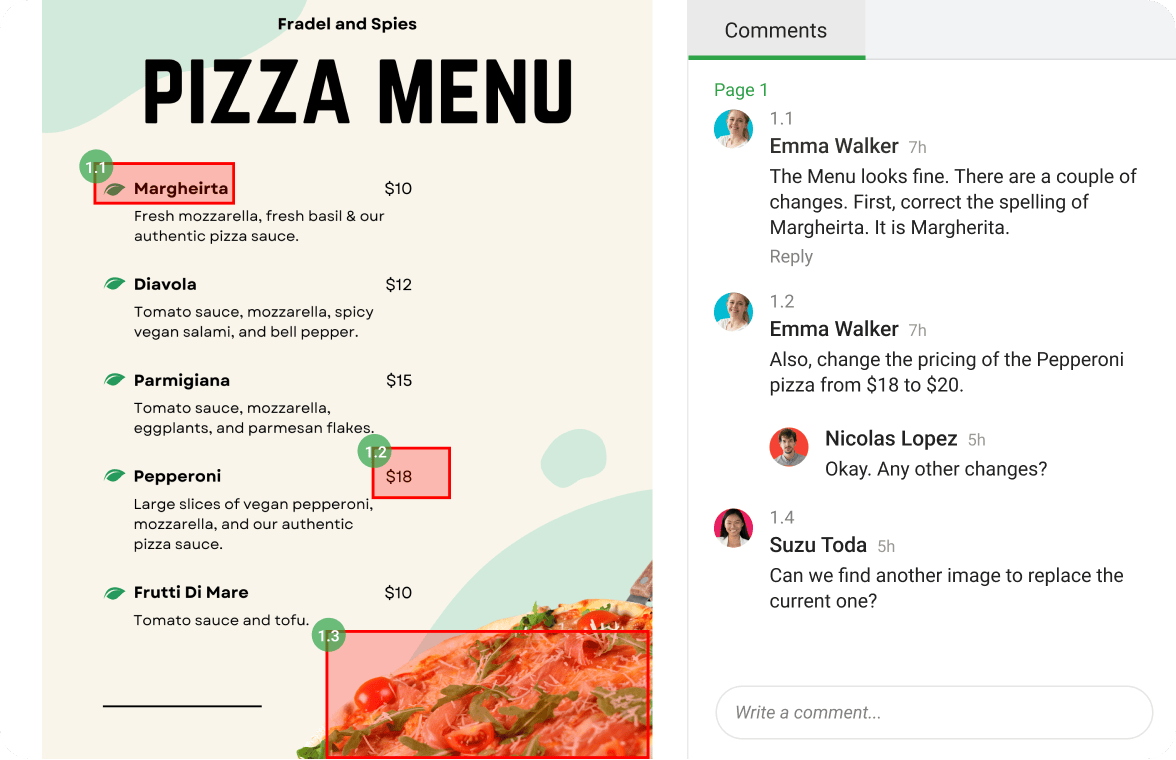 Fradel and Spies
PIZZA MENU
1.1
Margheirta $10
Fresh mozzarella, fresh basil & our
authentic pizza sauce.
Diavola $12
Tomato sauce, mozzarella, spicy
vegan salami, and bell pepper.
Parmigiana $15
Tomato sauce, mozzarella,
eggplants, and parmesan flakes.
1.2
Pepperoni $18
Large slices of vegan pepperoni,
mozzarella, and our authentic
pizza sauce.
Frutti Di Mare $10
Tomato sauce and tofu.
1.3
Comments
Page 1
1.1
Emma Walker 7h
The Menu looks fine. There are a couple of
changes. First, correct the spelling of
Margheirta. It is Margherita.
Reply
1.2
Emma Walker 7h
Also, change the pricing of the Pepperoni
pizza from $18 to $20.
Nicolas Lopez 5h
Okay. Any other changes?
1.4
Suzu Toda 5h
Can we find another image to replace the
current one?
Write a comment...